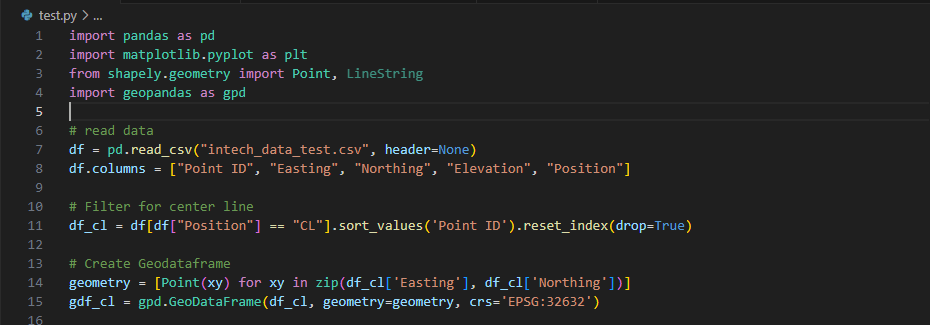 test.py > ...
1 import pandas as pd
2 import matplotlib.pyplot as plt
3 from shapely.geometry import Point, LineString
4 import geopandas as gpd
5
6 # read data
7 df = pd.read_csv("intech_data_test.csv", header=None)
8 df.columns = ["Point ID", "Easting", "Northing", "Elevation", "Position"]
9
10 # Filter for center line
11 df_cl = df[df["Position"] == "CL"].sort_values('Point ID').reset_index(drop=True)
12
13 # Create Geodataframe
14 geometry = [Point(xy) for xy in zip(df_cl['Easting'], df_cl['Northing'])]
15 gdf_cl = gpd.GeoDataFrame(df_cl, geometry=geometry, crs='EPSG:32632')
16